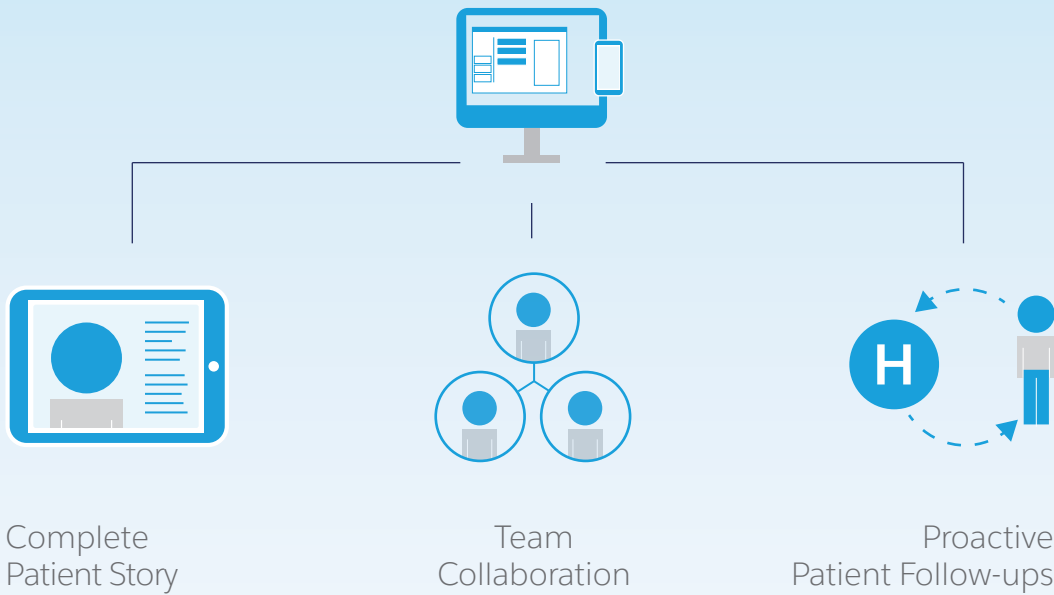 H
Complete
Patient Story
Team
Collaboration
Proactive
Patient Follow-ups